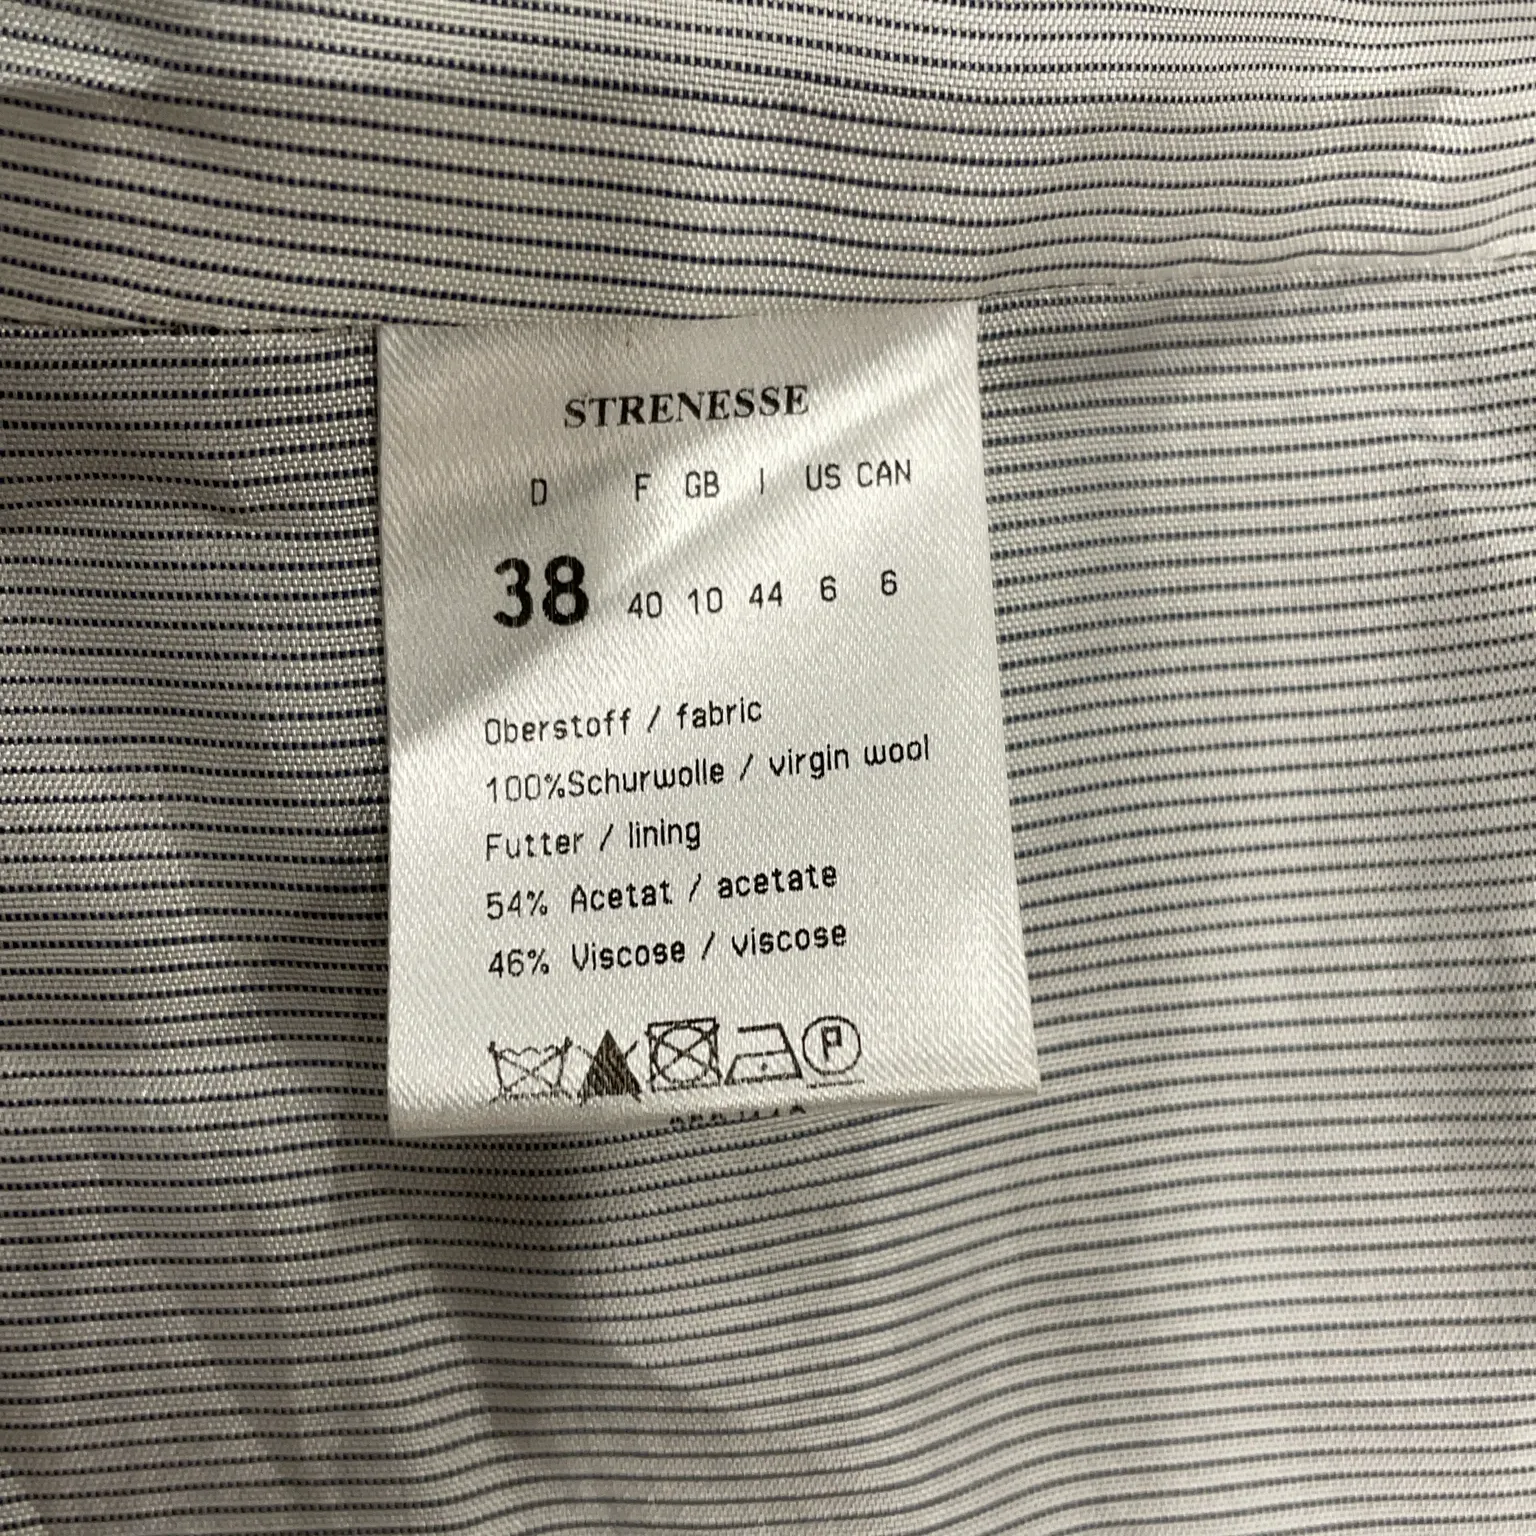 STRENESSE
D F GB I US CAN
38 40 10 44 6 6
Oberstoff / fabric
100%Schurwolle / virgin wool
Futter / lining
54% Acetat / acetate
46% Viscose / viscose
P